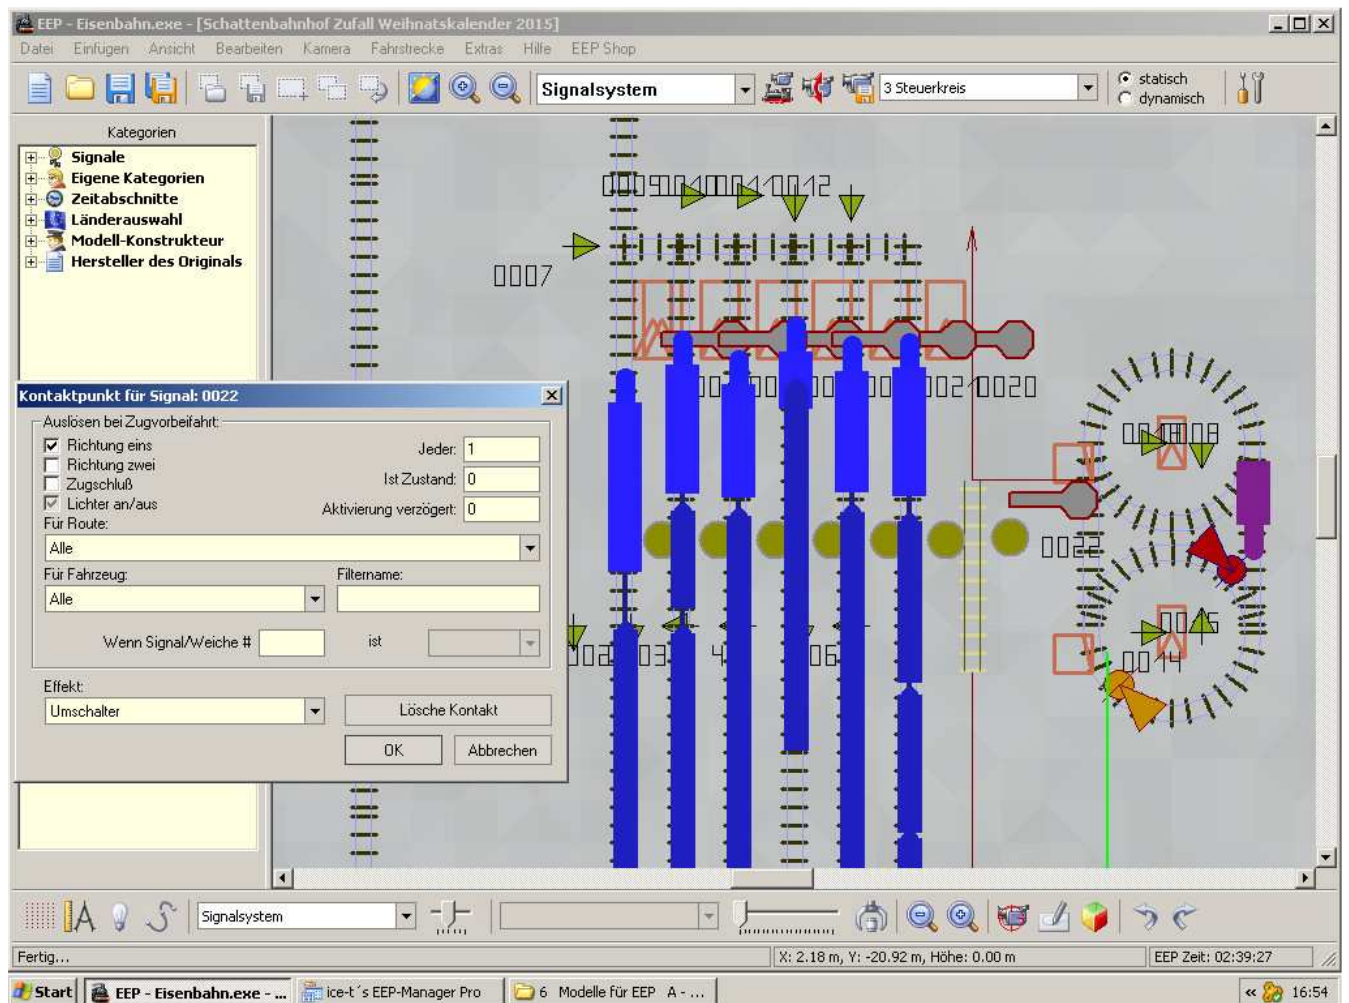 EEP - Eisenbahn.exe - [Schattenbahnhof Zufall Weihnatskalender 2015]
Datei Einfügen Ansicht Bearbeiten Kamera Fahrstrecke Extras Hilfe EEP Shop
Signalsystem
3 Steuerkreis
statisch
dynamisch
Kategorien
Signale
Eigene Kategorien
Zeitabschnitte
Länderauswahl
Modell-Konstrukteur
Hersteller des Originals
0012
0007
0020
0022
0014
Kontaktpunkt für Signal: 0022
Auslösen bei Zugvorbeifahrt:
Richtung eins
Jeder: 1
Richtung zwei
Ist Zustand: 0
Zugschluß
Lichter an/aus
Aktivierung verzögert: 0
Für Route:
Alle
Für Fahrzeug:
Filtername:
Alle
Wenn Signal/Weiche # ist
Effekt:
Umschalter
Lösche Kontakt
OK Abbrechen
Signalsystem
Fertig...
X: 2.18 m, Y: -20.92 m, Höhe: 0.00 m
EEP Zeit: 02:39:27
Start
EEP - Eisenbahn.exe - ...
ice-t´s EEP-Manager Pro
6 Modelle für EEP A - ...
« 16:54